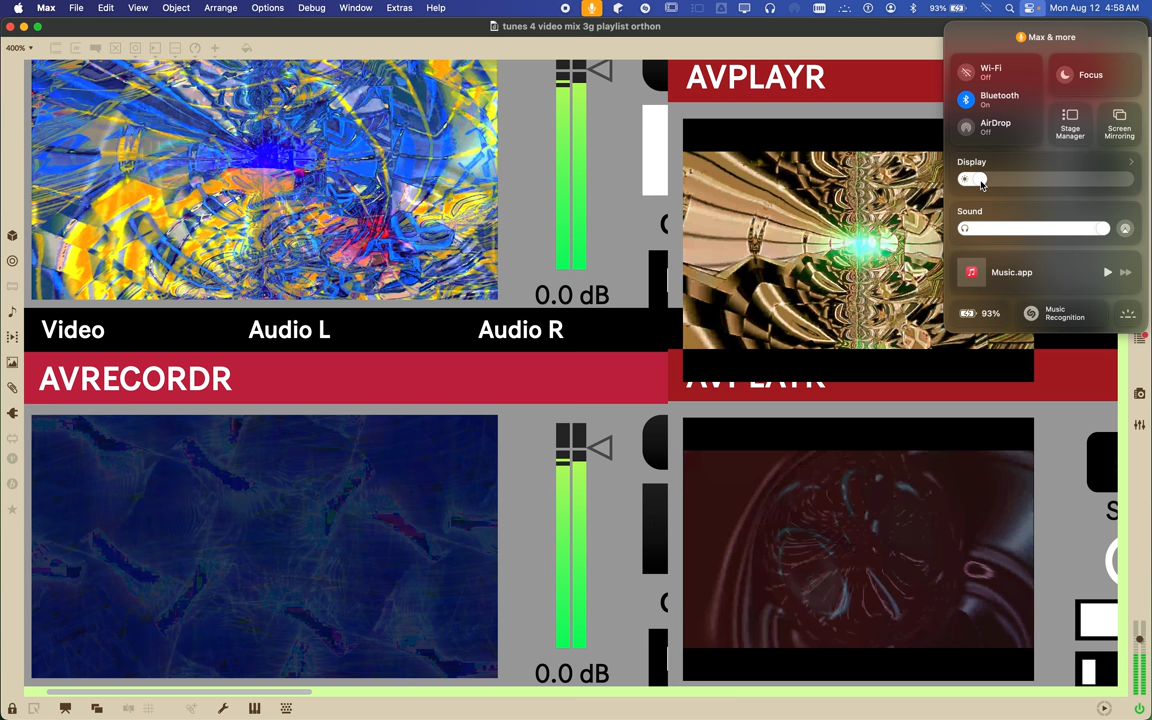 Max File Edit View Object Arrange Options Debug Window Extras Help
93% Mon Aug 12 4:58 AM
tunes 4 video mix 3g playlist orthon
400%
Max & more
Wi-Fi
Off
Focus
Bluetooth
On
AirDrop
Off
Stage
Manager
Screen
Mirroring
Display
Sound
Music.app
93%
Music
Recognition
AVPLAYR
0.0 dB
Video Audio L Audio R
AVRECORDR
AVPLAYR
0.0 dB